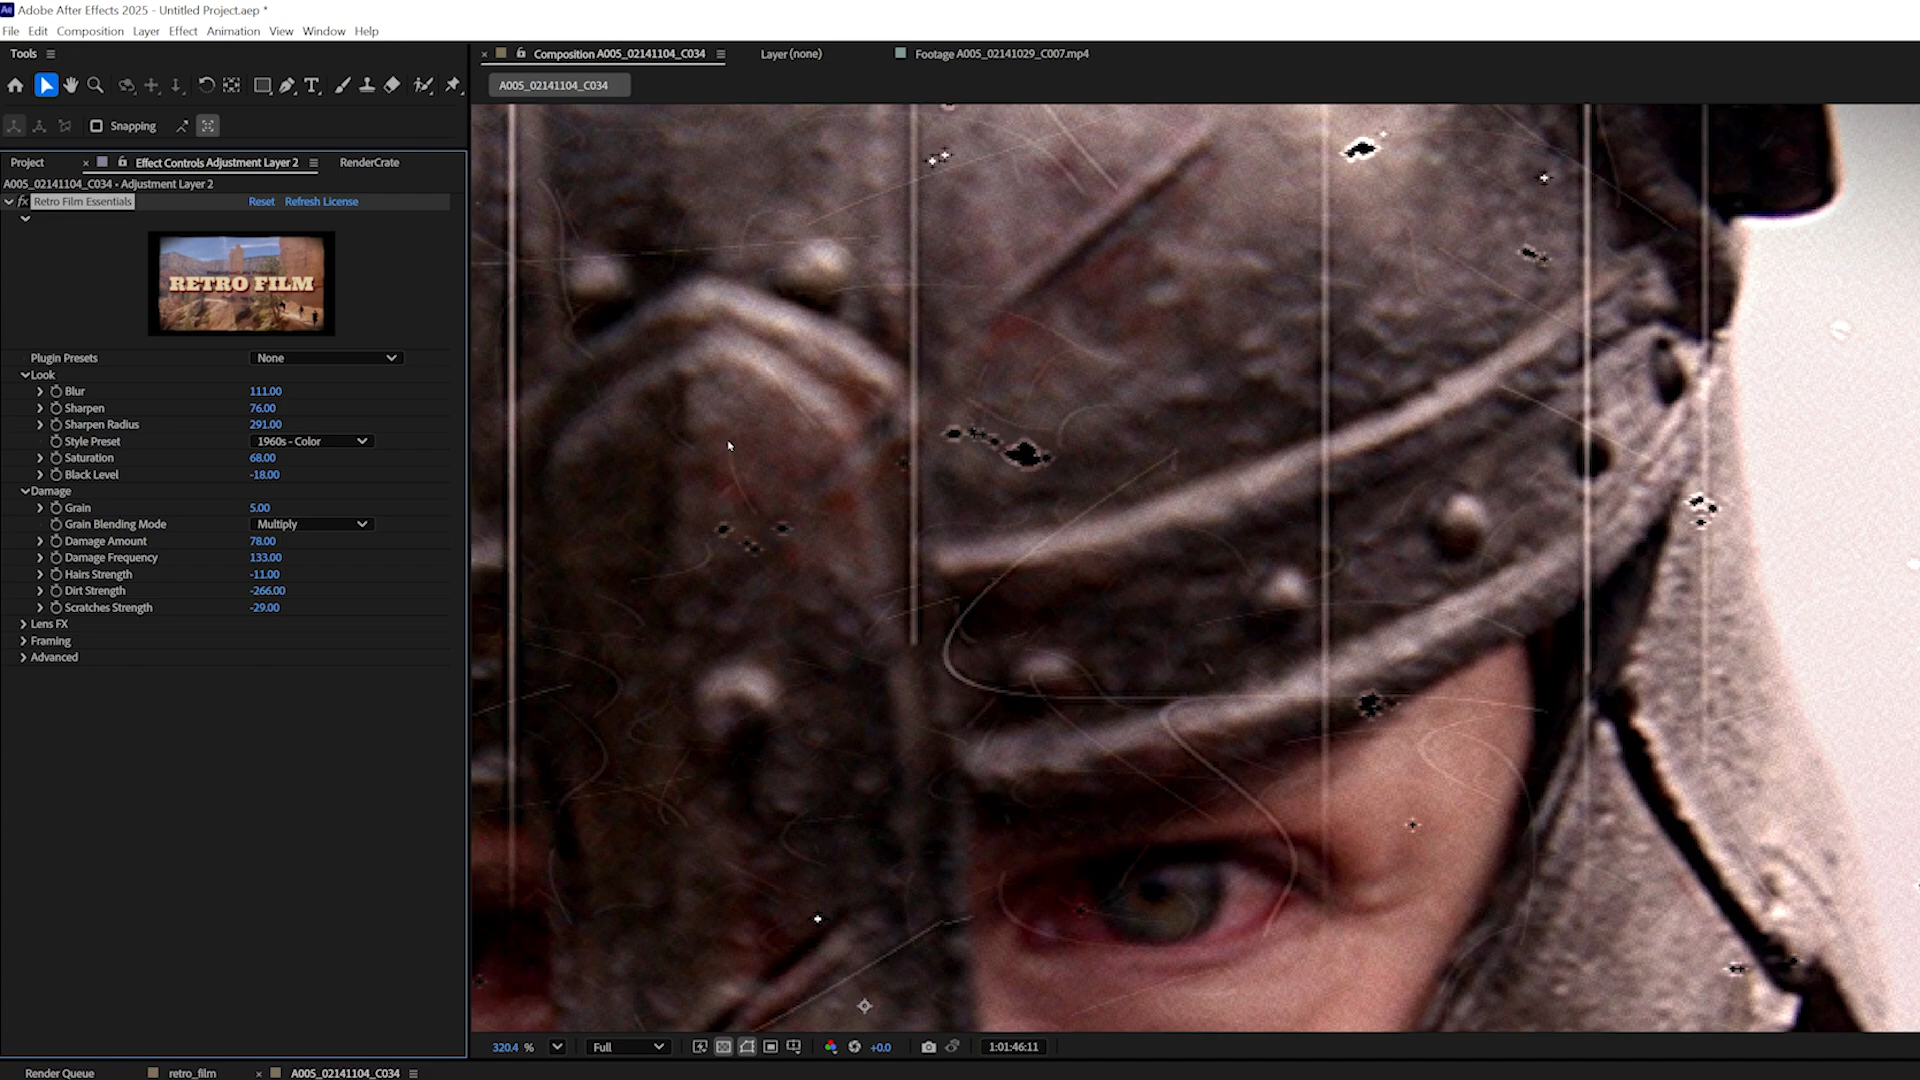 Ae Adobe After Effects 2025 - Untitled Project.aep *
File Edit Composition Layer Effect Animation View Window Help
Tools
Snapping
Project × Effect Controls Adjustment Layer 2 RenderCrate
A005_02141104_C034 • Adjustment Layer 2
fx Retro Film Essentials Reset Refresh License
RETRO FILM
Plugin Presets None
Look
Blur 111.00
Sharpen 76.00
Sharpen Radius 291.00
Style Preset 1960s - Color
Saturation 68.00
Black Level -18.00
Damage
Grain 5.00
Grain Blending Mode Multiply
Damage Amount 78.00
Damage Frequency 133.00
Hairs Strength -11.00
Dirt Strength -266.00
Scratches Strength -29.00
Lens FX
Framing
Advanced
× Composition A005_02141104_C034 Layer (none) Footage A005_02141029_C007.mp4
A005_02141104_C034
320.4 % Full +0.0 1:01:46:11
Render Queue retro_film × A005_02141104_C034